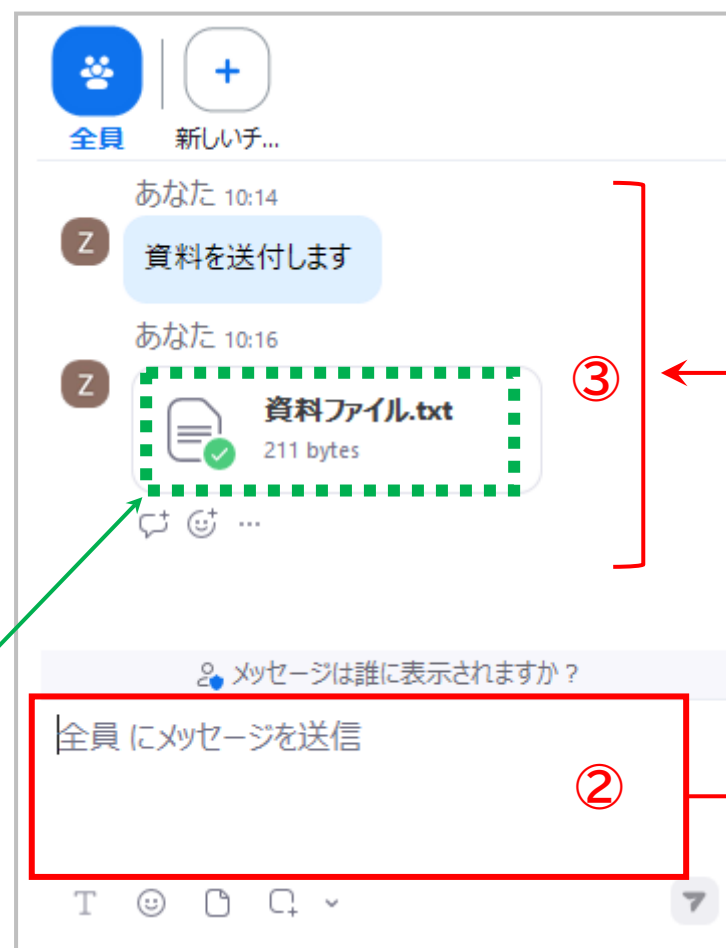 全員 新しいチ...
あなた 10:14
Z
資料を送付します
あなた 10:16
Z
資料ファイル.txt
211 bytes
③
メッセージは誰に表示されますか?
全員 にメッセージを送信
②
T